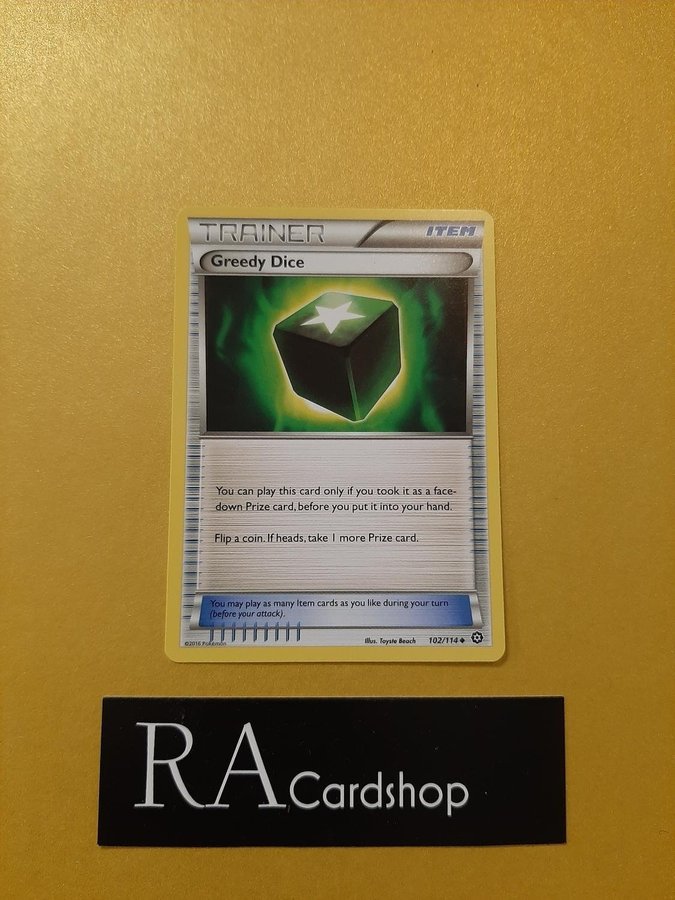 TRAINER ITEM
Greedy Dice
You can play this card only if you took it as a face-
down Prize card, before you put it into your hand.
Flip a coin. If heads, take 1 more Prize card.
You may play as many Item cards as you like during your turn
(before your attack).
©2016 Pokémon Illus. Toyste Beach 102/114 ◆
RA Cardshop